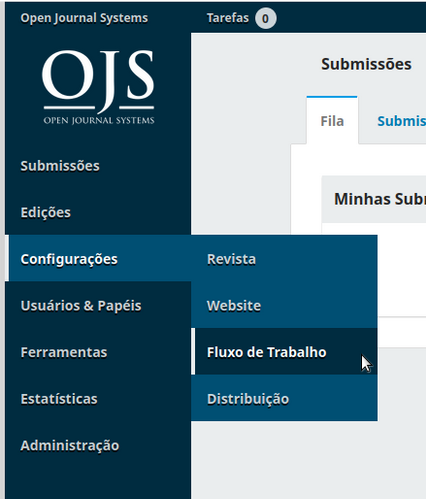 Open Journal Systems
Tarefas 0
OJS
OPEN JOURNAL SYSTEMS
Submissões
Fila
Submis
Minhas Subr
Submissões
Edições
Configurações
Revista
Website
Fluxo de Trabalho
Distribuição
Usuários & Papéis
Ferramentas
Estatísticas
Administração